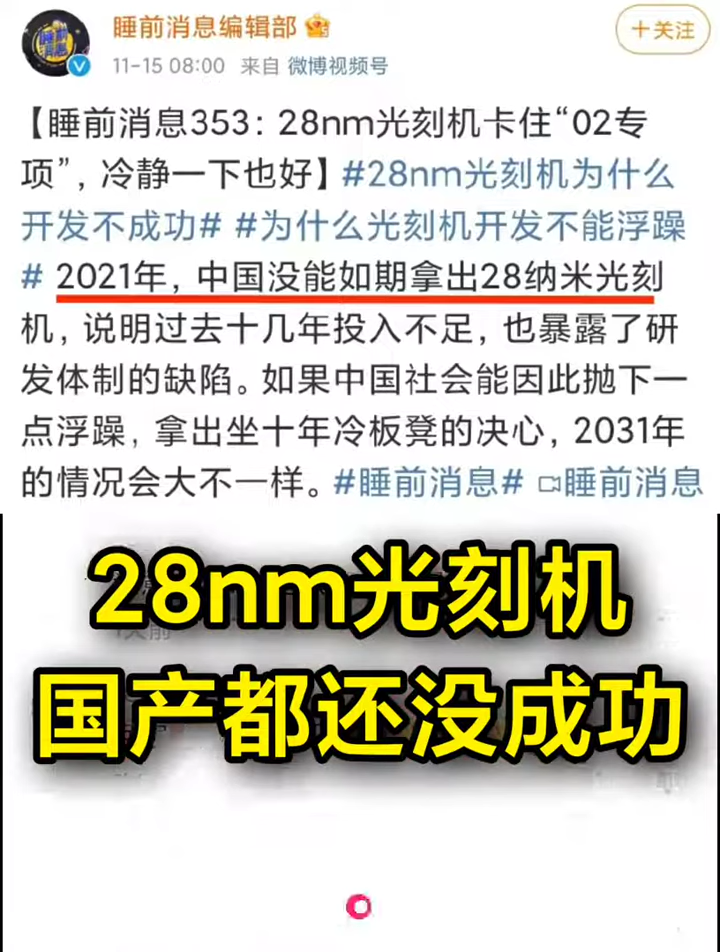 睡前消息编辑部
+关注
11-15 08:00 来自 微博视频号
【睡前消息353：28nm光刻机卡住“02专
项”，冷静一下也好】#28nm光刻机为什么
开发不成功# #为什么光刻机开发不能浮躁
# 2021年，中国没能如期拿出28纳米光刻
机，说明过去十几年投入不足，也暴露了研
发体制的缺陷。如果中国社会能因此抛下一
点浮躁，拿出坐十年冷板凳的决心，2031年
的情况会大不一样。#睡前消息# 睡前消息
28nm光刻机
国产都还没成功